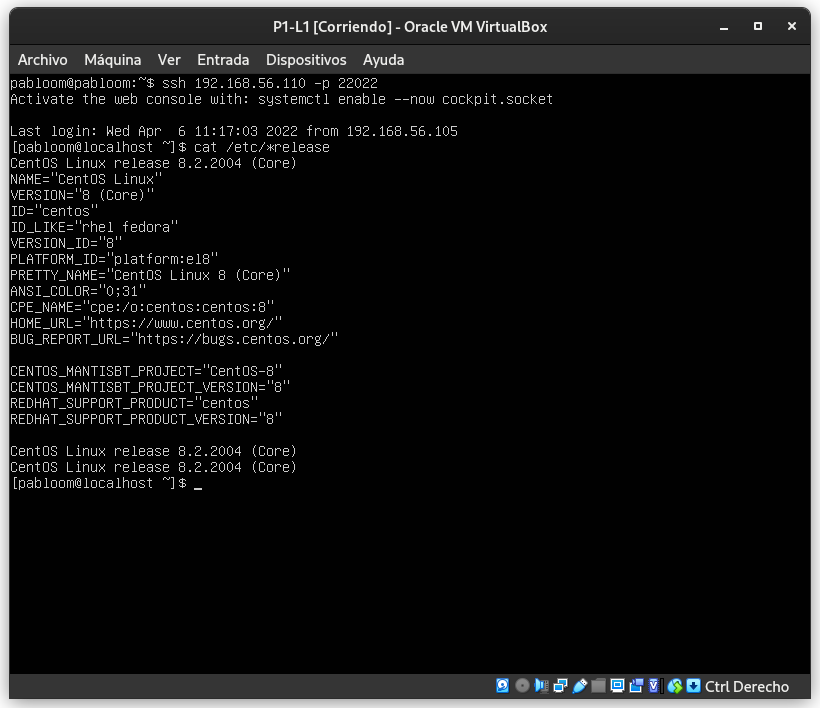 P1-L1 [Corriendo] - Oracle VM VirtualBox
Archivo Máquina Ver Entrada Dispositivos Ayuda
pabloom@pabloom:~$ ssh 192.168.56.110 -p 22022
Activate the web console with: systemctl enable --now cockpit.socket

Last login: Wed Apr  6 11:17:03 2022 from 192.168.56.105
[pabloom@localhost ~]$ cat /etc/*release
CentOS Linux release 8.2.2004 (Core)
NAME="CentOS Linux"
VERSION="8 (Core)"
ID="centos"
ID_LIKE="rhel fedora"
VERSION_ID="8"
PLATFORM_ID="platform:el8"
PRETTY_NAME="CentOS Linux 8 (Core)"
ANSI_COLOR="0;31"
CPE_NAME="cpe:/o:centos:centos:8"
HOME_URL="https://www.centos.org/"
BUG_REPORT_URL="https://bugs.centos.org/"

CENTOS_MANTISBT_PROJECT="CentOS-8"
CENTOS_MANTISBT_PROJECT_VERSION="8"
REDHAT_SUPPORT_PRODUCT="centos"
REDHAT_SUPPORT_PRODUCT_VERSION="8"

CentOS Linux release 8.2.2004 (Core)
CentOS Linux release 8.2.2004 (Core)
[pabloom@localhost ~]$ _
Ctrl Derecho